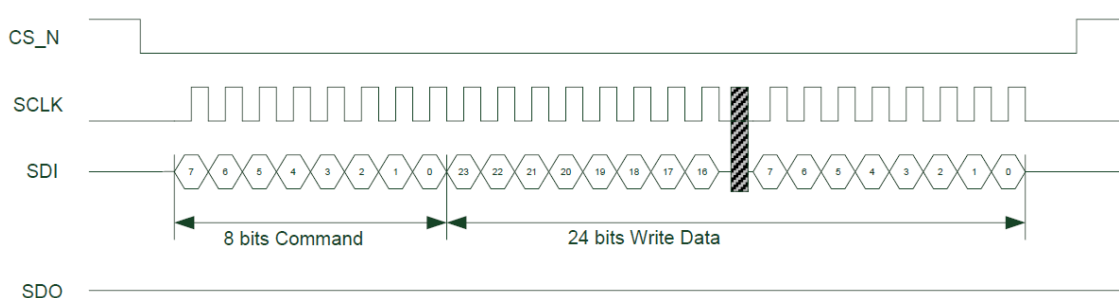 CS_N
SCLK
SDI 7 6 5 4 3 2 1 0 23 22 21 20 19 18 17 16 7 6 5 4 3 2 1 0
8 bits Command 24 bits Write Data
SDO